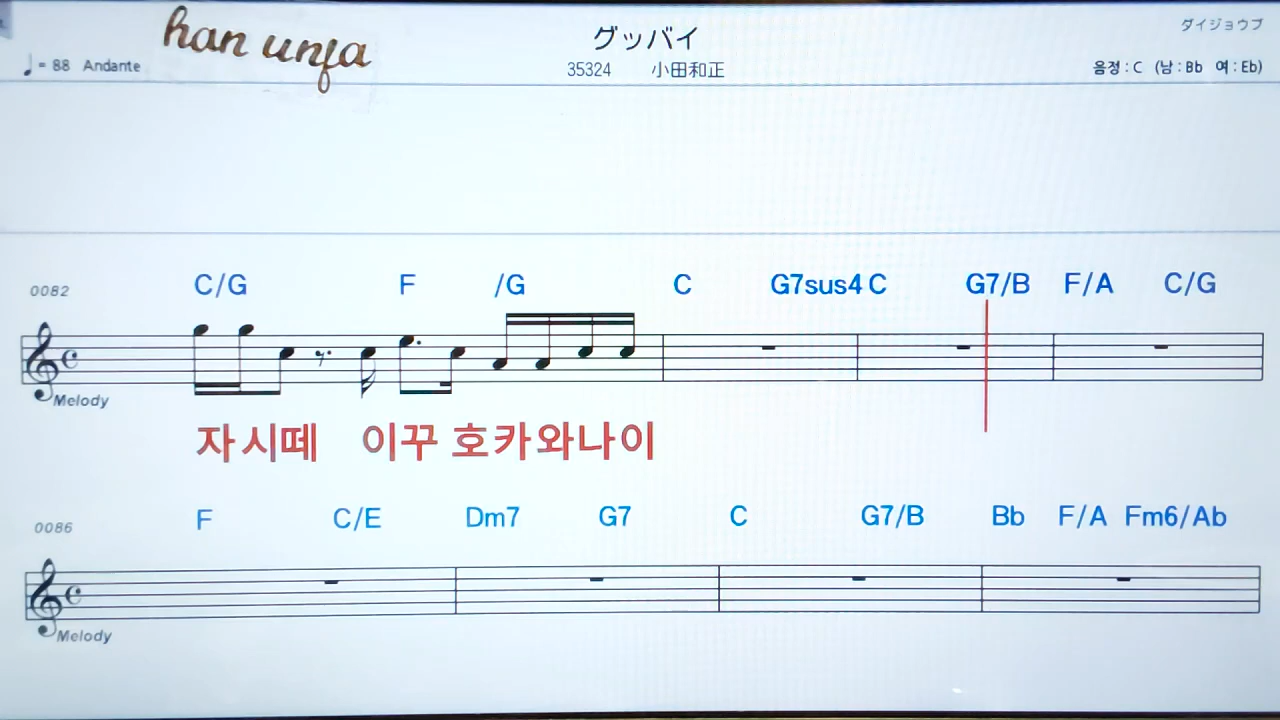 han unfa
グッバイ
ダイジョウブ
♩= 88 Andante
35324 小田和正
음정 : C (남 : Bb 여 : Eb)
0082
C/G F /G C G7sus4 C G7/B F/A C/G
Melody
자시떼 이꾸 호카와나이
0086
F C/E Dm7 G7 C G7/B Bb F/A Fm6/Ab
Melody